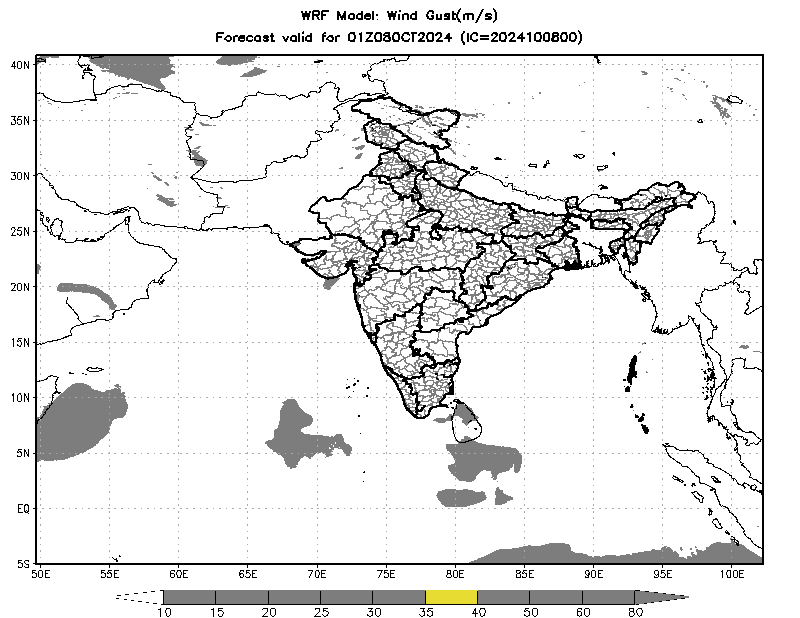 WRF Model: Wind Gust(m/s)
Forecast valid for 01Z08OCT2024 (IC=2024100800)
40N
35N
30N
25N
20N
15N
10N
5N
EQ
5S
50E 55E 60E 65E 70E 75E 80E 85E 90E 95E 100E
10 15 20 25 30 35 40 50 60 80